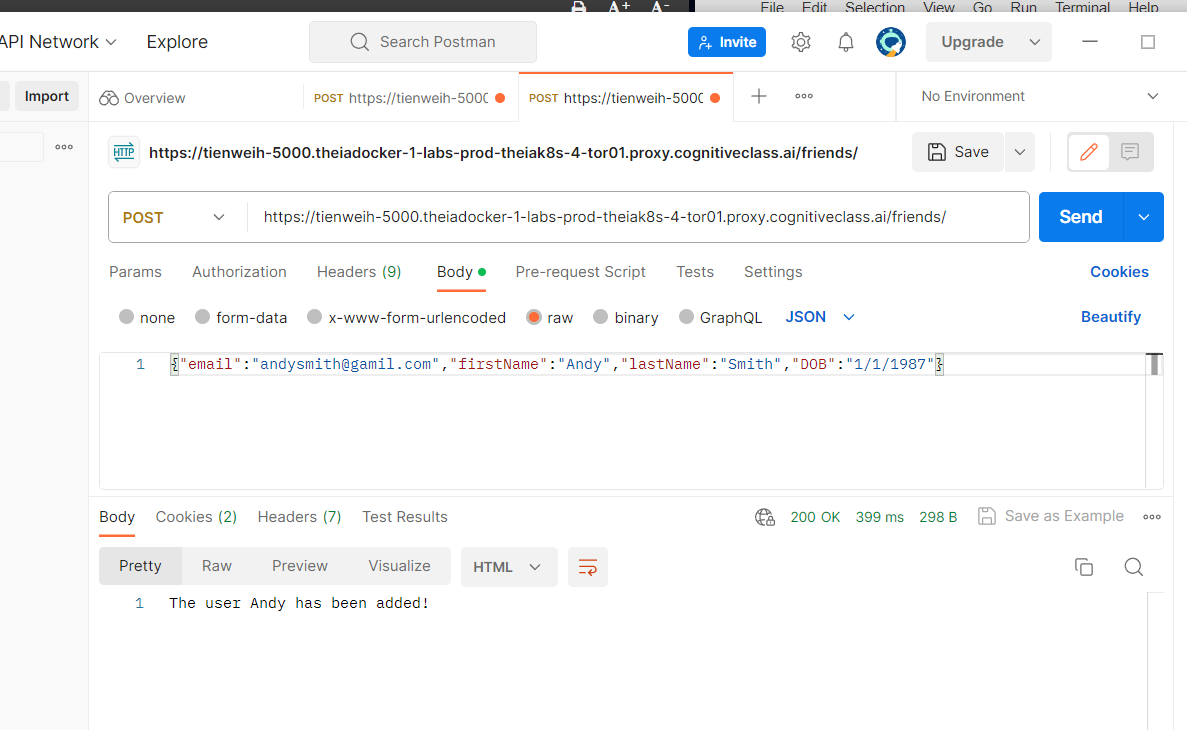 A+ A-
File Edit Selection View Go Run Terminal Help
API Network Explore Search Postman Invite Upgrade
Import Overview POST https://tienweih-5000 POST https://tienweih-5000 No Environment
HTTP https://tienweih-5000.theiadocker-1-labs-prod-theiak8s-4-tor01.proxy.cognitiveclass.ai/friends/ Save
POST https://tienweih-5000.theiadocker-1-labs-prod-theiak8s-4-tor01.proxy.cognitiveclass.ai/friends/ Send
Params Authorization Headers (9) Body Pre-request Script Tests Settings Cookies
none form-data x-www-form-urlencoded raw binary GraphQL JSON Beautify
1 {"email":"andysmith@gamil.com","firstName":"Andy","lastName":"Smith","DOB":"1/1/1987"}
Body Cookies (2) Headers (7) Test Results 200 OK 399 ms 298 B Save as Example
Pretty Raw Preview Visualize HTML
1 The user Andy has been added!